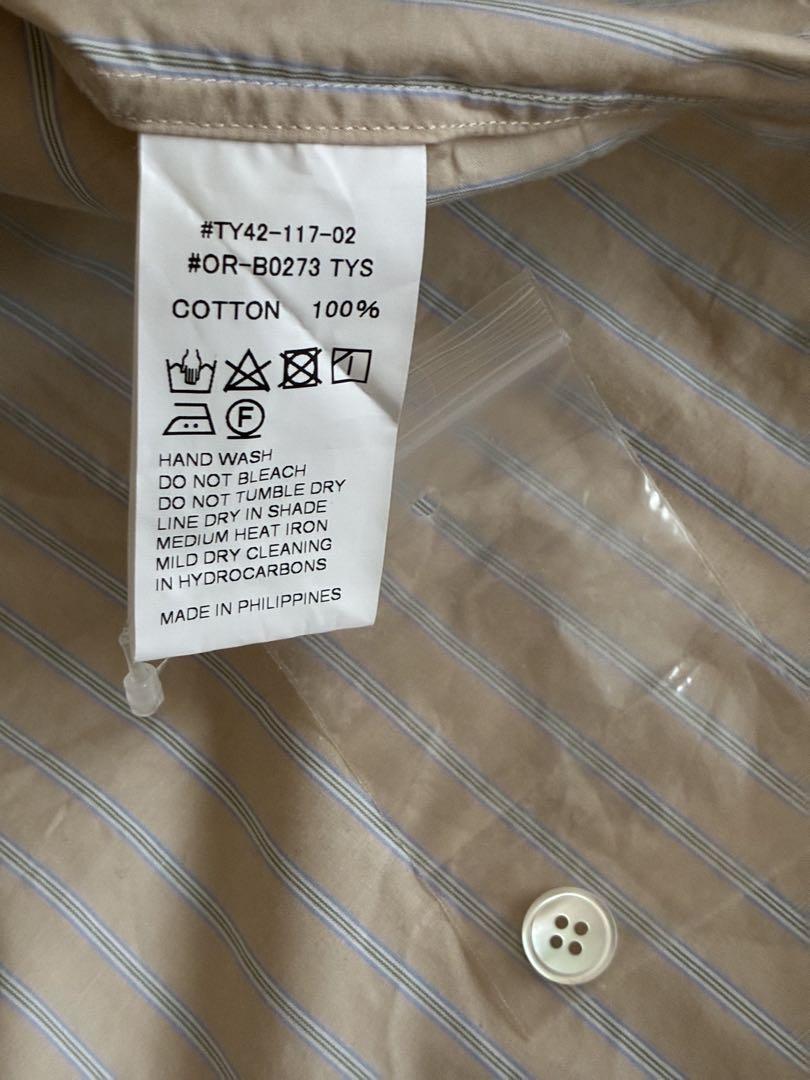 #TY42-117-02
#OR-B0273 TYS
COTTON 100%
F
HAND WASH
DO NOT BLEACH
DO NOT TUMBLE DRY
LINE DRY IN SHADE
MEDIUM HEAT IRON
MILD DRY CLEANING
IN HYDROCARBONS
MADE IN PHILIPPINES